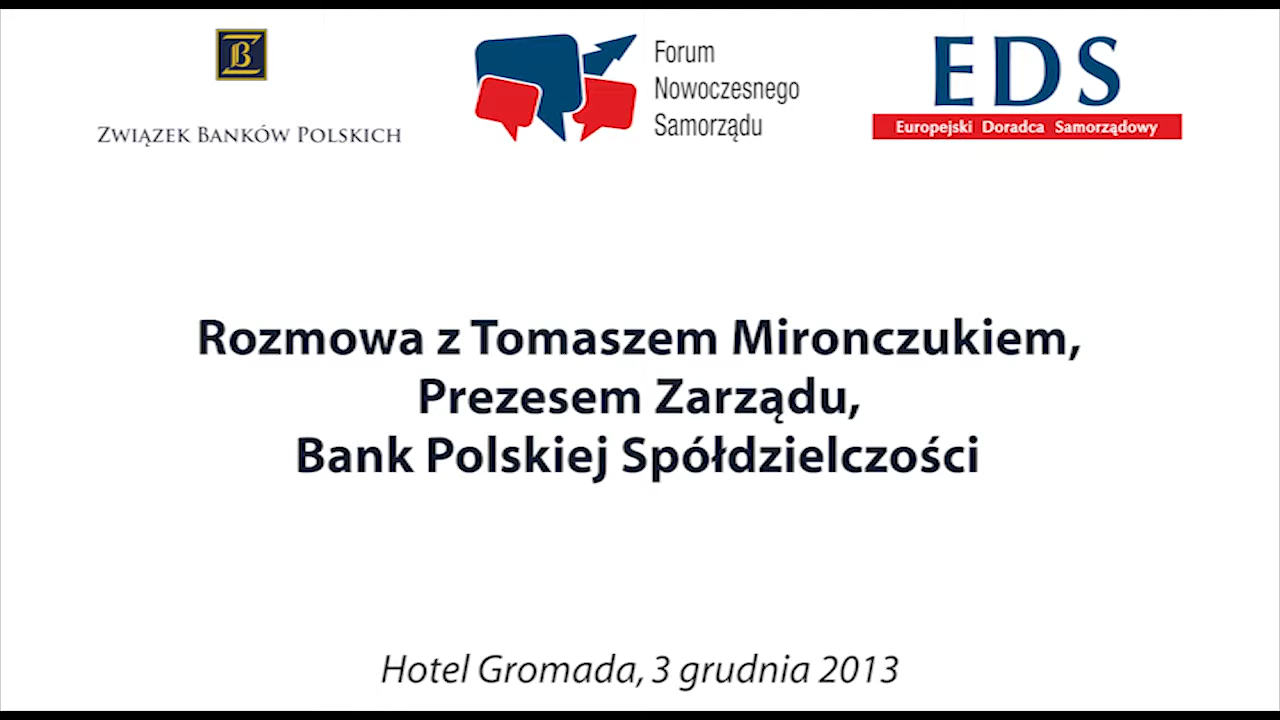 ZWIĄZEK BANKÓW POLSKICH
Forum
Nowoczesnego
Samorządu
EDS
Europejski Doradca Samorządowy
Rozmowa z Tomaszem Mironczukiem,
Prezesem Zarządu,
Bank Polskiej Spółdzielczości
Hotel Gromada, 3 grudnia 2013